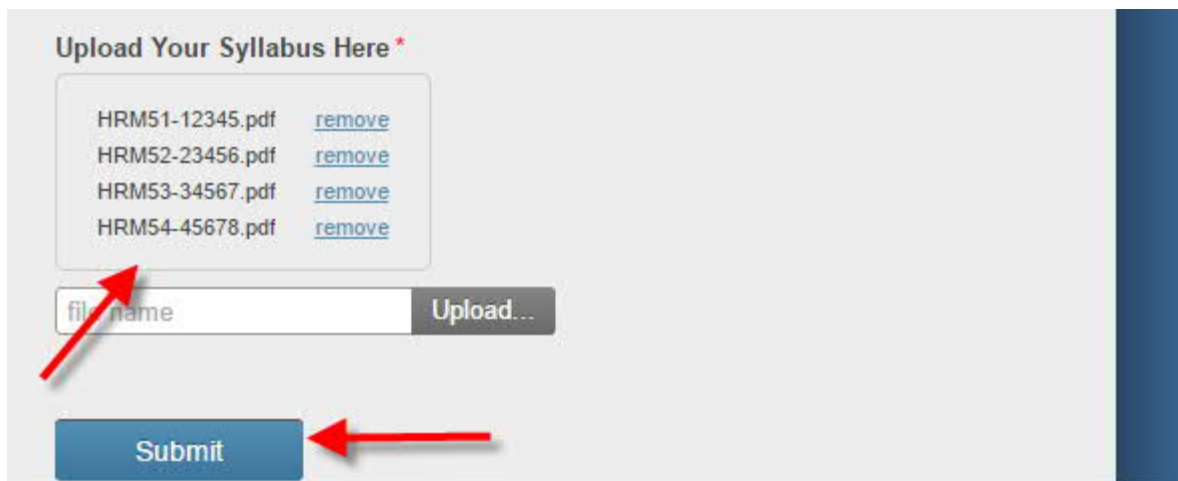 Upload Your Syllabus Here *
HRM51-12345.pdf remove
HRM52-23456.pdf remove
HRM53-34567.pdf remove
HRM54-45678.pdf remove
file name Upload...
Submit